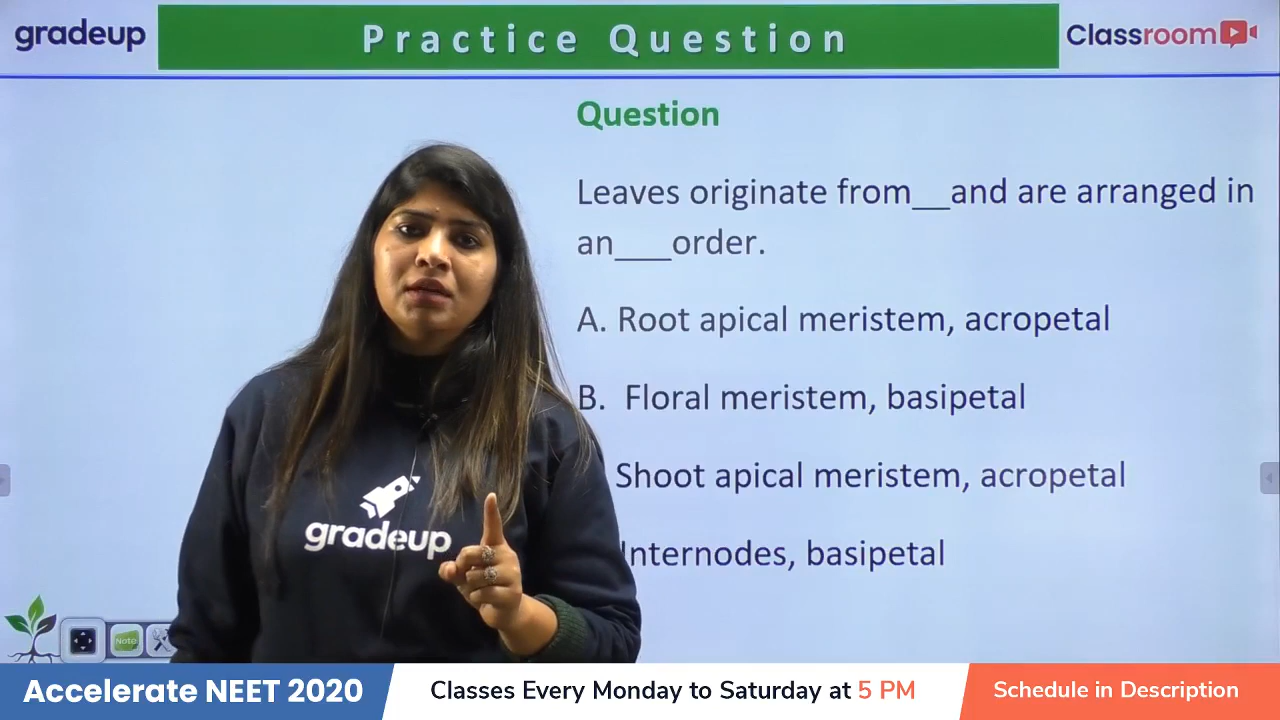 gradeup
Practice Question
Classroom
Question
Leaves originate from__and are arranged in
an___order.
A. Root apical meristem, acropetal
B. Floral meristem, basipetal
Shoot apical meristem, acropetal
Internodes, basipetal
gradeup
Note
Accelerate NEET 2020
Classes Every Monday to Saturday at 5 PM
Schedule in Description